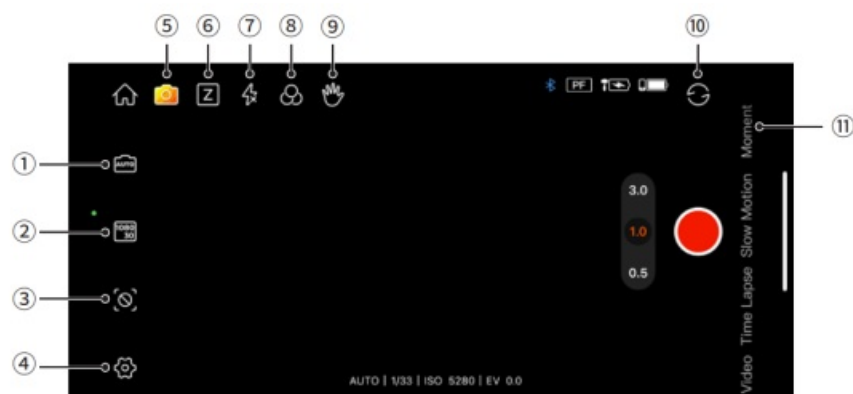 ⑤ ⑥ ⑦ ⑧ ⑨ ⑩
Z
PF
⑪
Moment
① AUTO
3.0
Slow Motion
② 1080
30
1.0
0.5
Time Lapse
③
④
Video
AUTO | 1/33 | ISO 5280 | EV 0.0